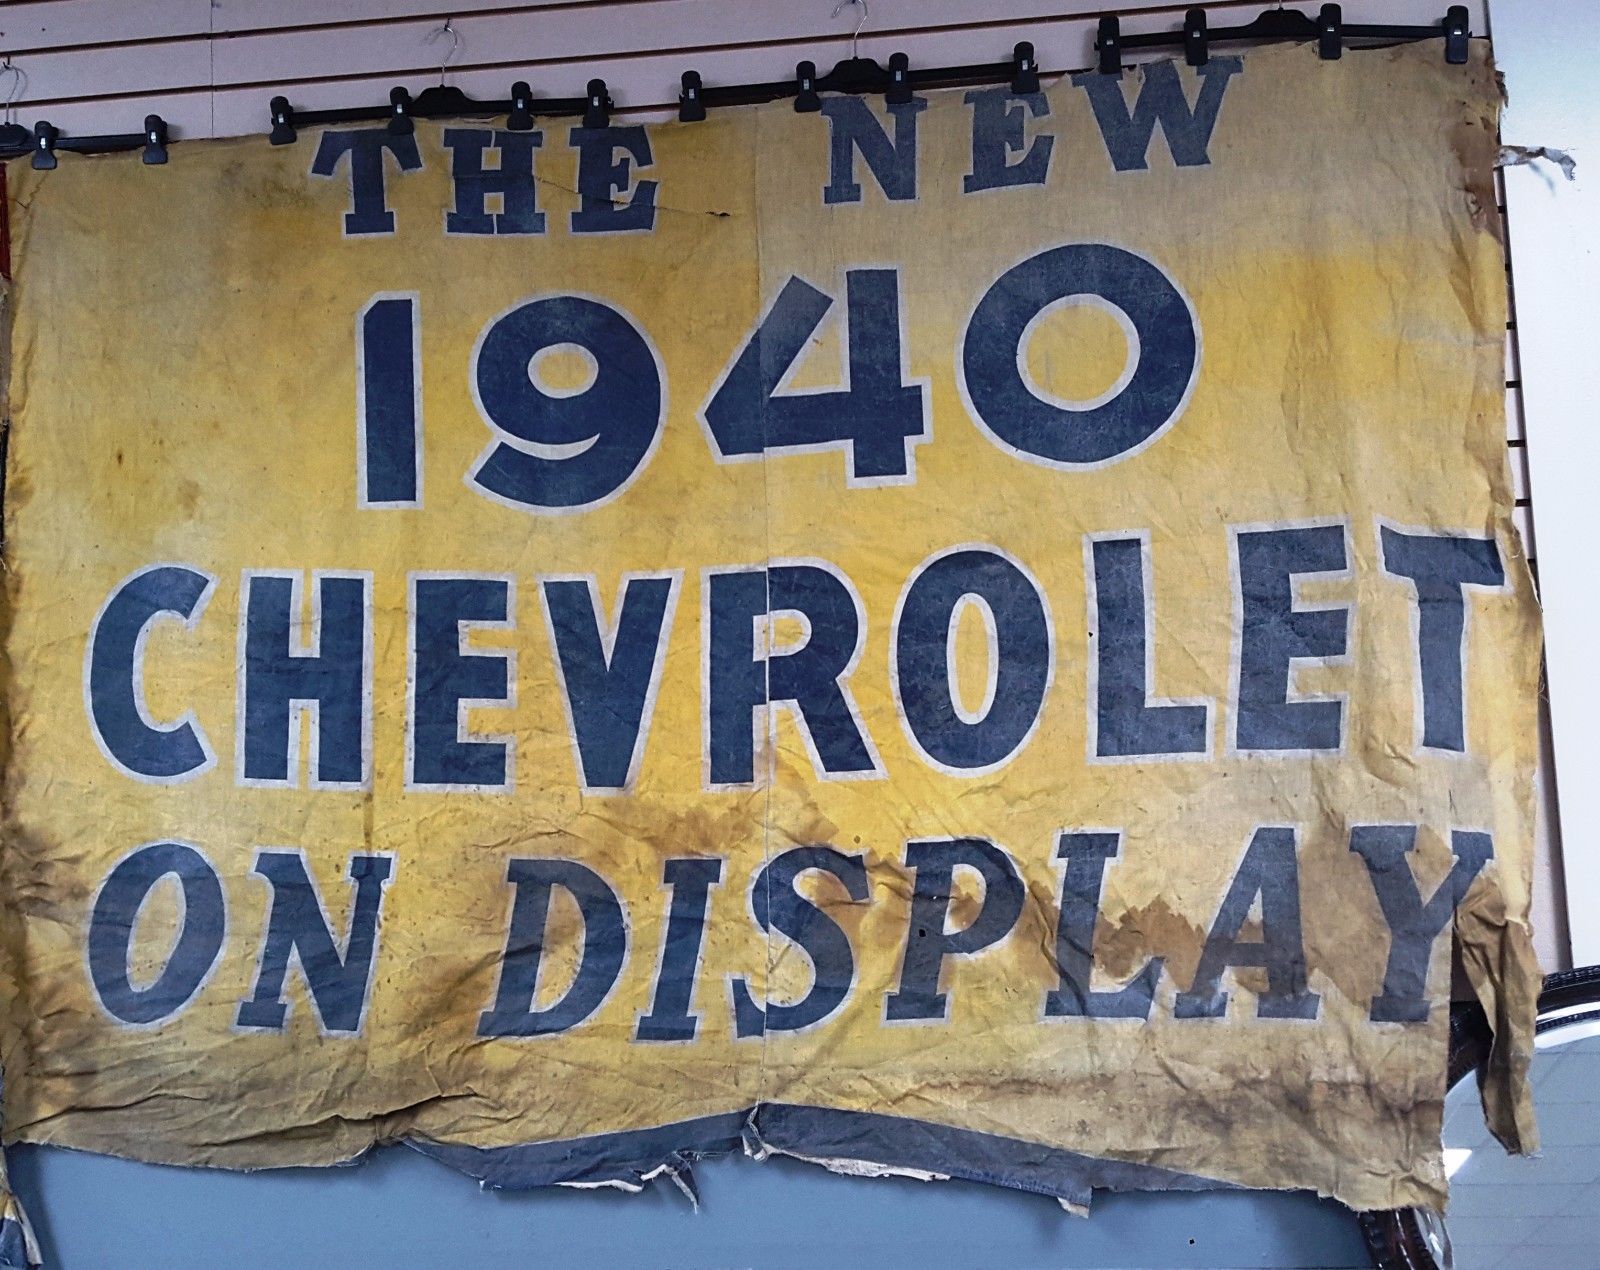 THE NEW
1940
CHEVROLET
ON DISPLAY